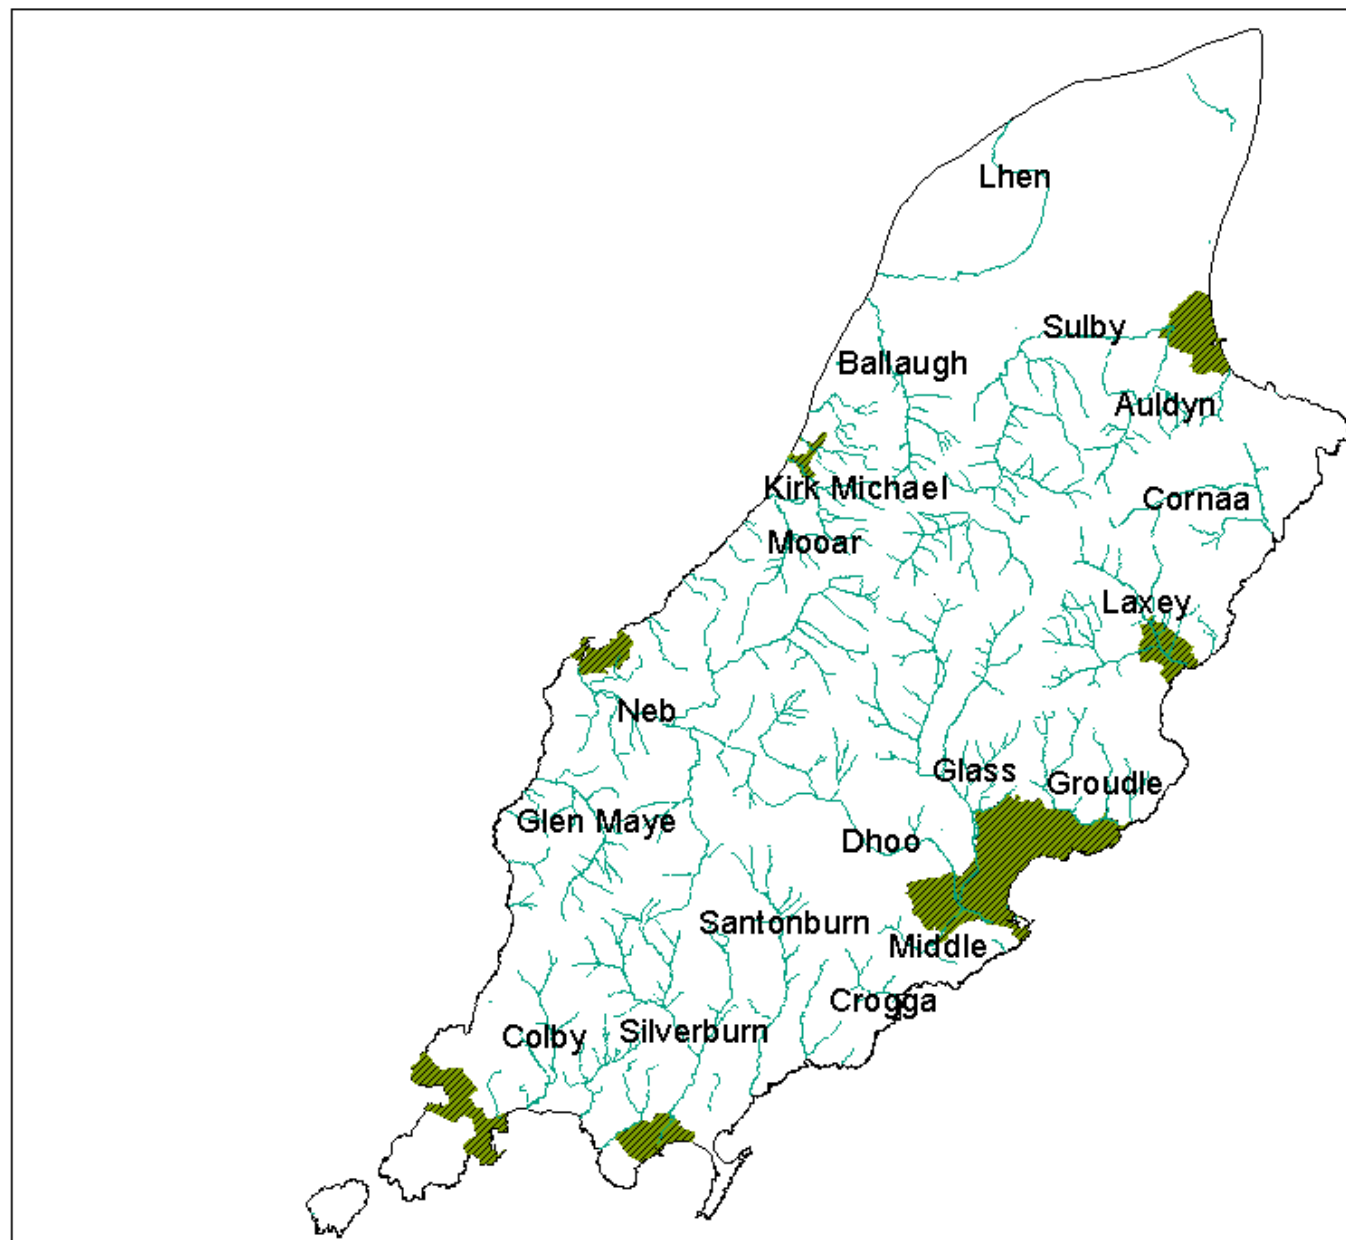 Lhen
Sulby
Ballaugh
Auldyn
Kirk Michael
Cornaa
Mooar
Laxey
Neb
Glass
Groudle
Glen Maye
Dhoo
Santonburn
Middle
Crogga
Colby
Silverburn